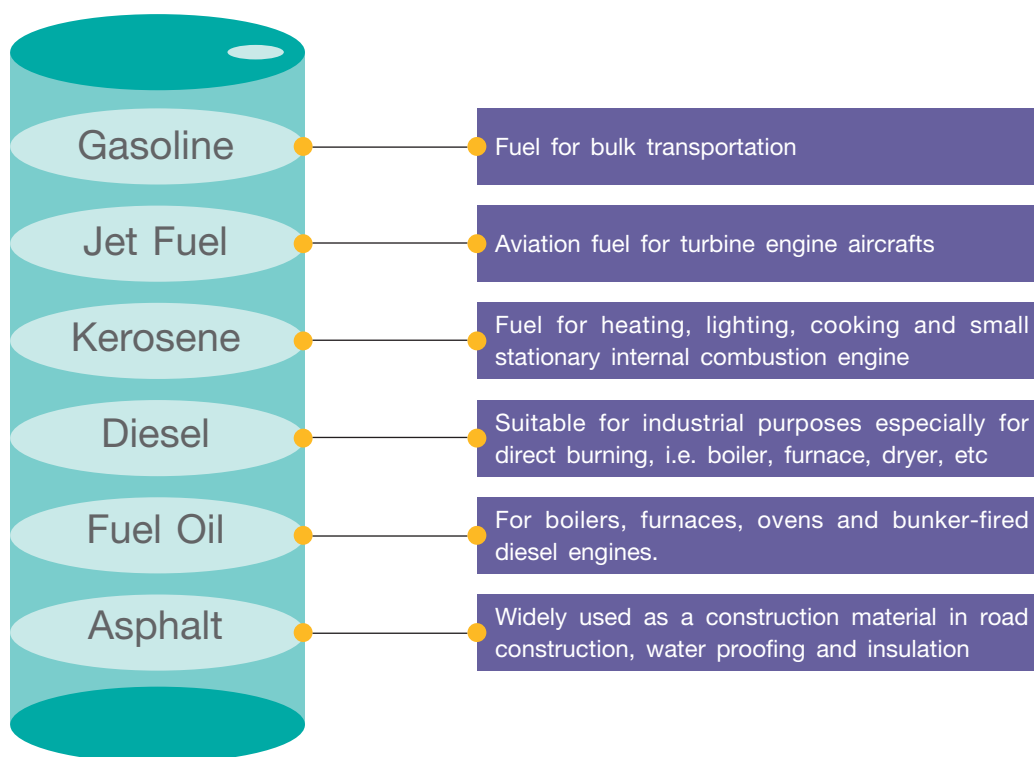 Gasoline
Fuel for bulk transportation
Jet Fuel
Aviation fuel for turbine engine aircrafts
Kerosene
Fuel for heating, lighting, cooking and small
stationary internal combustion engine
Diesel
Suitable for industrial purposes especially for
direct burning, i.e. boiler, furnace, dryer, etc
Fuel Oil
For boilers, furnaces, ovens and bunker-fired
diesel engines.
Asphalt
Widely used as a construction material in road
construction, water proofing and insulation